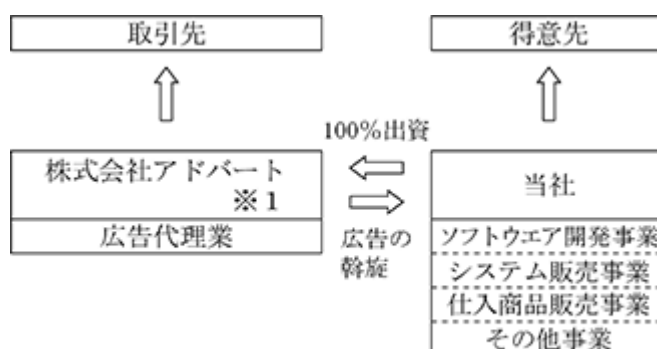 取引先
得意先
100%出資
株式会社アドバート
※1
当社
広告代理業
広告の
斡旋
ソフトウエア開発事業
システム販売事業
仕入商品販売事業
その他事業